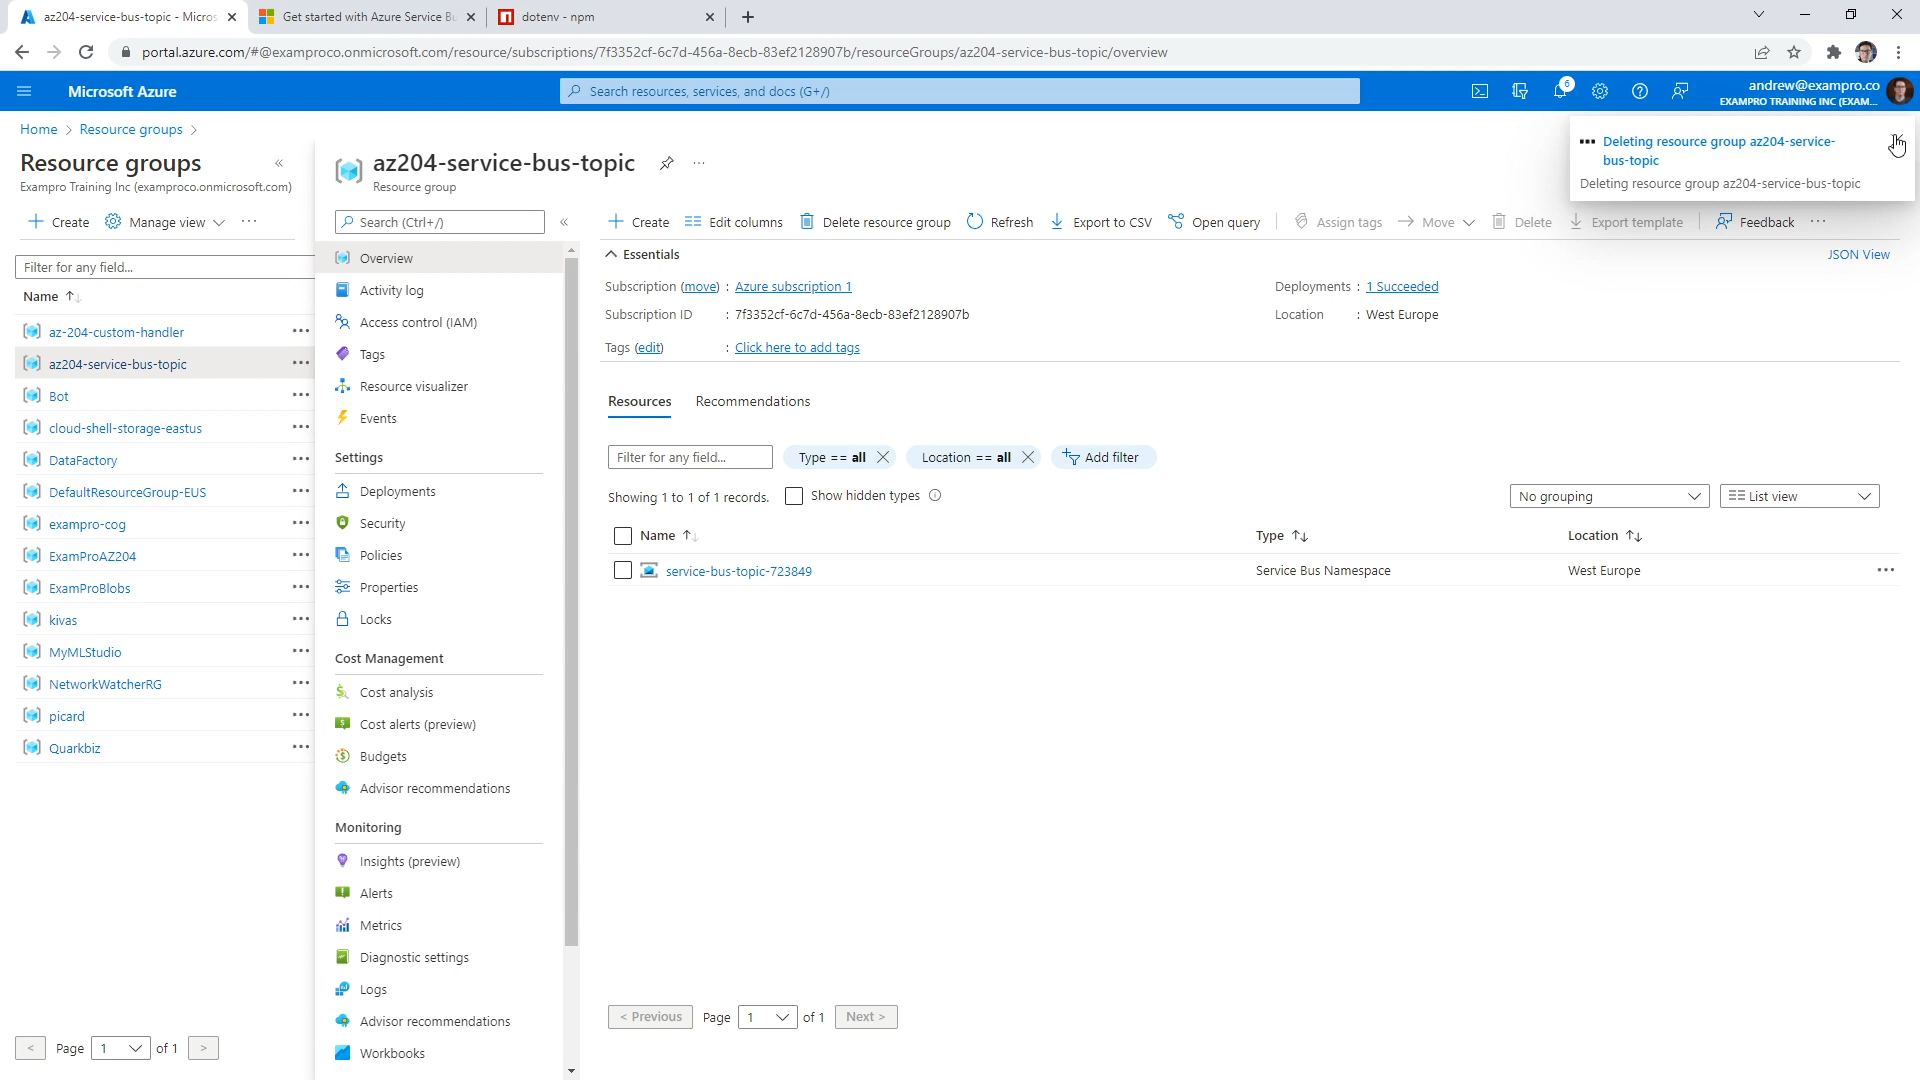 az204-service-bus-topic - Micros
Get started with Azure Service Bu
dotenv - npm
portal.azure.com/#@examproco.onmicrosoft.com/resource/subscriptions/7f3352cf-6c7d-456a-8ecb-83ef2128907b/resourceGroups/az204-service-bus-topic/overview
Microsoft Azure
Search resources, services, and docs (G+/)
6
andrew@exampro.co
EXAMPRO TRAINING INC (EXAM...
Home > Resource groups >
Deleting resource group az204-service-
bus-topic
Deleting resource group az204-service-bus-topic
Resource groups
Exampro Training Inc (examproco.onmicrosoft.com)
Create
Manage view
Filter for any field...
Name
az-204-custom-handler
az204-service-bus-topic
Bot
cloud-shell-storage-eastus
DataFactory
DefaultResourceGroup-EUS
exampro-cog
ExamProAZ204
ExamProBlobs
kivas
MyMLStudio
NetworkWatcherRG
picard
Quarkbiz
< Page 1 of 1 >
az204-service-bus-topic
Resource group
Search (Ctrl+/)
Overview
Activity log
Access control (IAM)
Tags
Resource visualizer
Events
Settings
Deployments
Security
Policies
Properties
Locks
Cost Management
Cost analysis
Cost alerts (preview)
Budgets
Advisor recommendations
Monitoring
Insights (preview)
Alerts
Metrics
Diagnostic settings
Logs
Advisor recommendations
Workbooks
Create
Edit columns
Delete resource group
Refresh
Export to CSV
Open query
Assign tags
Move
Delete
Export template
Feedback
Essentials
JSON View
Subscription (move) : Azure subscription 1
Deployments : 1 Succeeded
Subscription ID : 7f3352cf-6c7d-456a-8ecb-83ef2128907b
Location : West Europe
Tags (edit) : Click here to add tags
Resources
Recommendations
Filter for any field...
Type == all
Location == all
Add filter
Showing 1 to 1 of 1 records.
Show hidden types
No grouping
List view
Name
Type
Location
service-bus-topic-723849
Service Bus Namespace
West Europe
< Previous Page 1 of 1 Next >